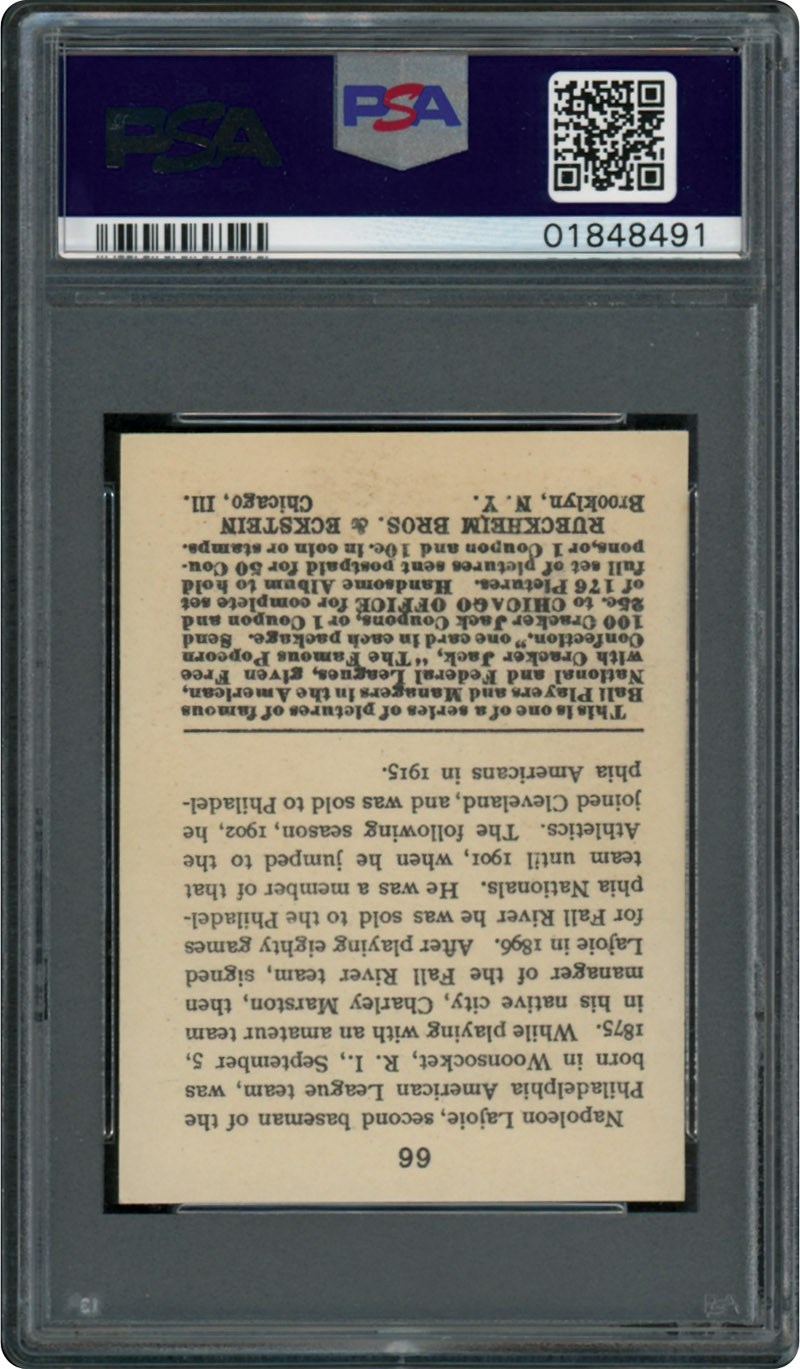 PSA
PSA
01848491
66
Napoleon Lajoie, second baseman of the
Philadelphia American League team, was
born in Woonsocket, R. I., September 5,
1875. While playing with an amateur team
in his native city, Charley Marston, then
manager of the Fall River team, signed
Lajoie in 1896. After playing eighty games
for Fall River he was sold to the Philadel-
phia Nationals. He was a member of that
team until 1901, when he jumped to the
Athletics. The following season, 1902, he
joined Cleveland, and was sold to Philadel-
phia Americans in 1915.
This is one of a series of pictures of famous
Ball Players and Managers in the American,
National and Federal Leagues, given Free
with Cracker Jack, "The Famous Popcorn
Confection," one card in each package. Send
100 Cracker Jack Coupons, or 1 Coupon and
25c. to CHICAGO OFFICE for complete set
of 176 Pictures. Handsome Album to hold
full set of pictures sent postpaid for 50 Cou-
pons, or 1 Coupon and 10c. in coin or stamps.
RUECKHEIM BROS. & ECKSTEIN
Brooklyn, N. Y. Chicago, Ill.
PSA